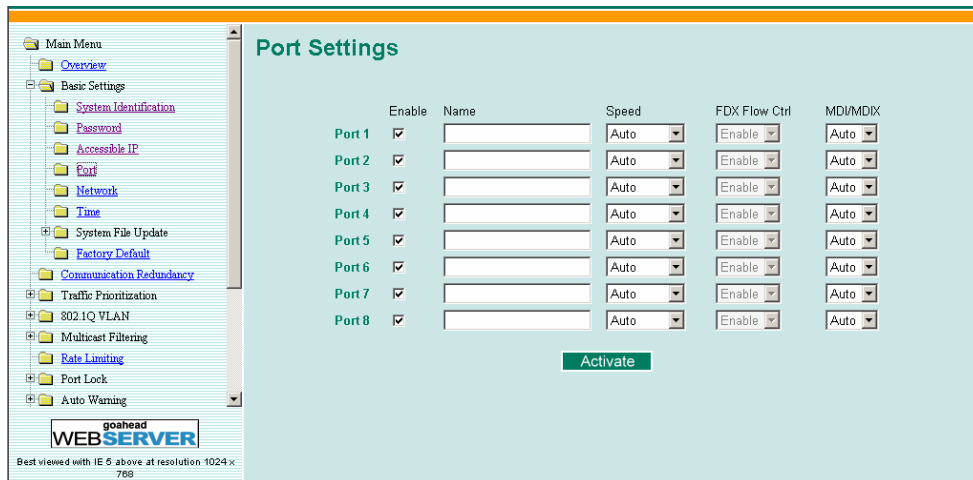 Main Menu
Overview
Basic Settings
System Identification
Password
Accessible IP
Port
Network
Time
System File Update
Factory Default
Communication Redundancy
Traffic Prioritization
802.1Q VLAN
Multicast Filtering
Rate Limiting
Port Lock
Auto Warning
goahead
WEBSERVER
Best viewed with IE 5 above at resolution 1024 x
768
Port Settings
Enable Name Speed FDX Flow Ctrl MDI/MDIX
Port 1 Auto Enable Auto
Port 2 Auto Enable Auto
Port 3 Auto Enable Auto
Port 4 Auto Enable Auto
Port 5 Auto Enable Auto
Port 6 Auto Enable Auto
Port 7 Auto Enable Auto
Port 8 Auto Enable Auto
Activate